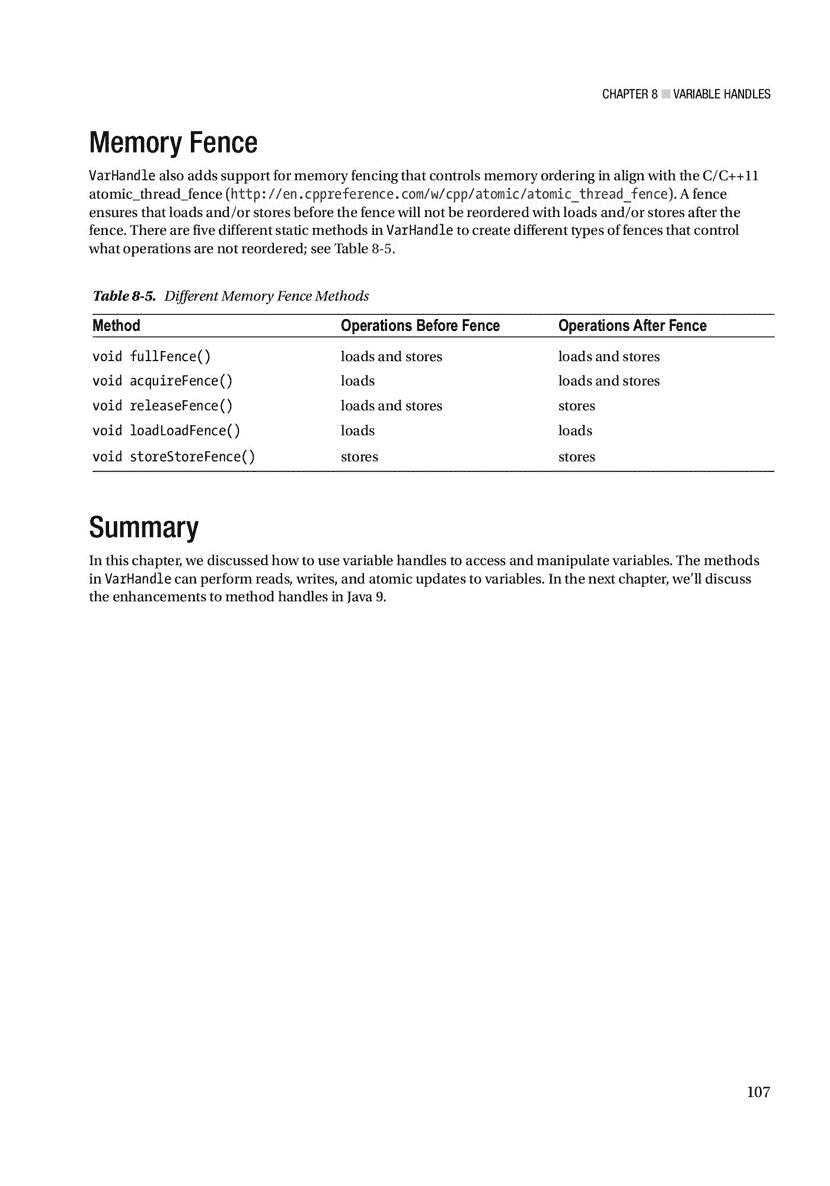 CHAPTER 8 ■ VARIABLE HANDLES
Memory Fence
VarHandle also adds support for memory fencing that controls memory ordering in align with the C/C++11
atomic_thread_fence (http://en.cppreference.com/w/cpp/atomic/atomic_thread_fence). A fence
ensures that loads and/or stores before the fence will not be reordered with loads and/or stores after the
fence. There are five different static methods in VarHandle to create different types of fences that control
what operations are not reordered; see Table 8-5.
Table 8-5. Different Memory Fence Methods
Method Operations Before Fence Operations After Fence
void fullFence() loads and stores loads and stores
void acquireFence() loads loads and stores
void releaseFence() loads and stores stores
void loadLoadFence() loads loads
void storeStoreFence() stores stores
Summary
In this chapter, we discussed how to use variable handles to access and manipulate variables. The methods
in VarHandle can perform reads, writes, and atomic updates to variables. In the next chapter, we’ll discuss
the enhancements to method handles in Java 9.
107